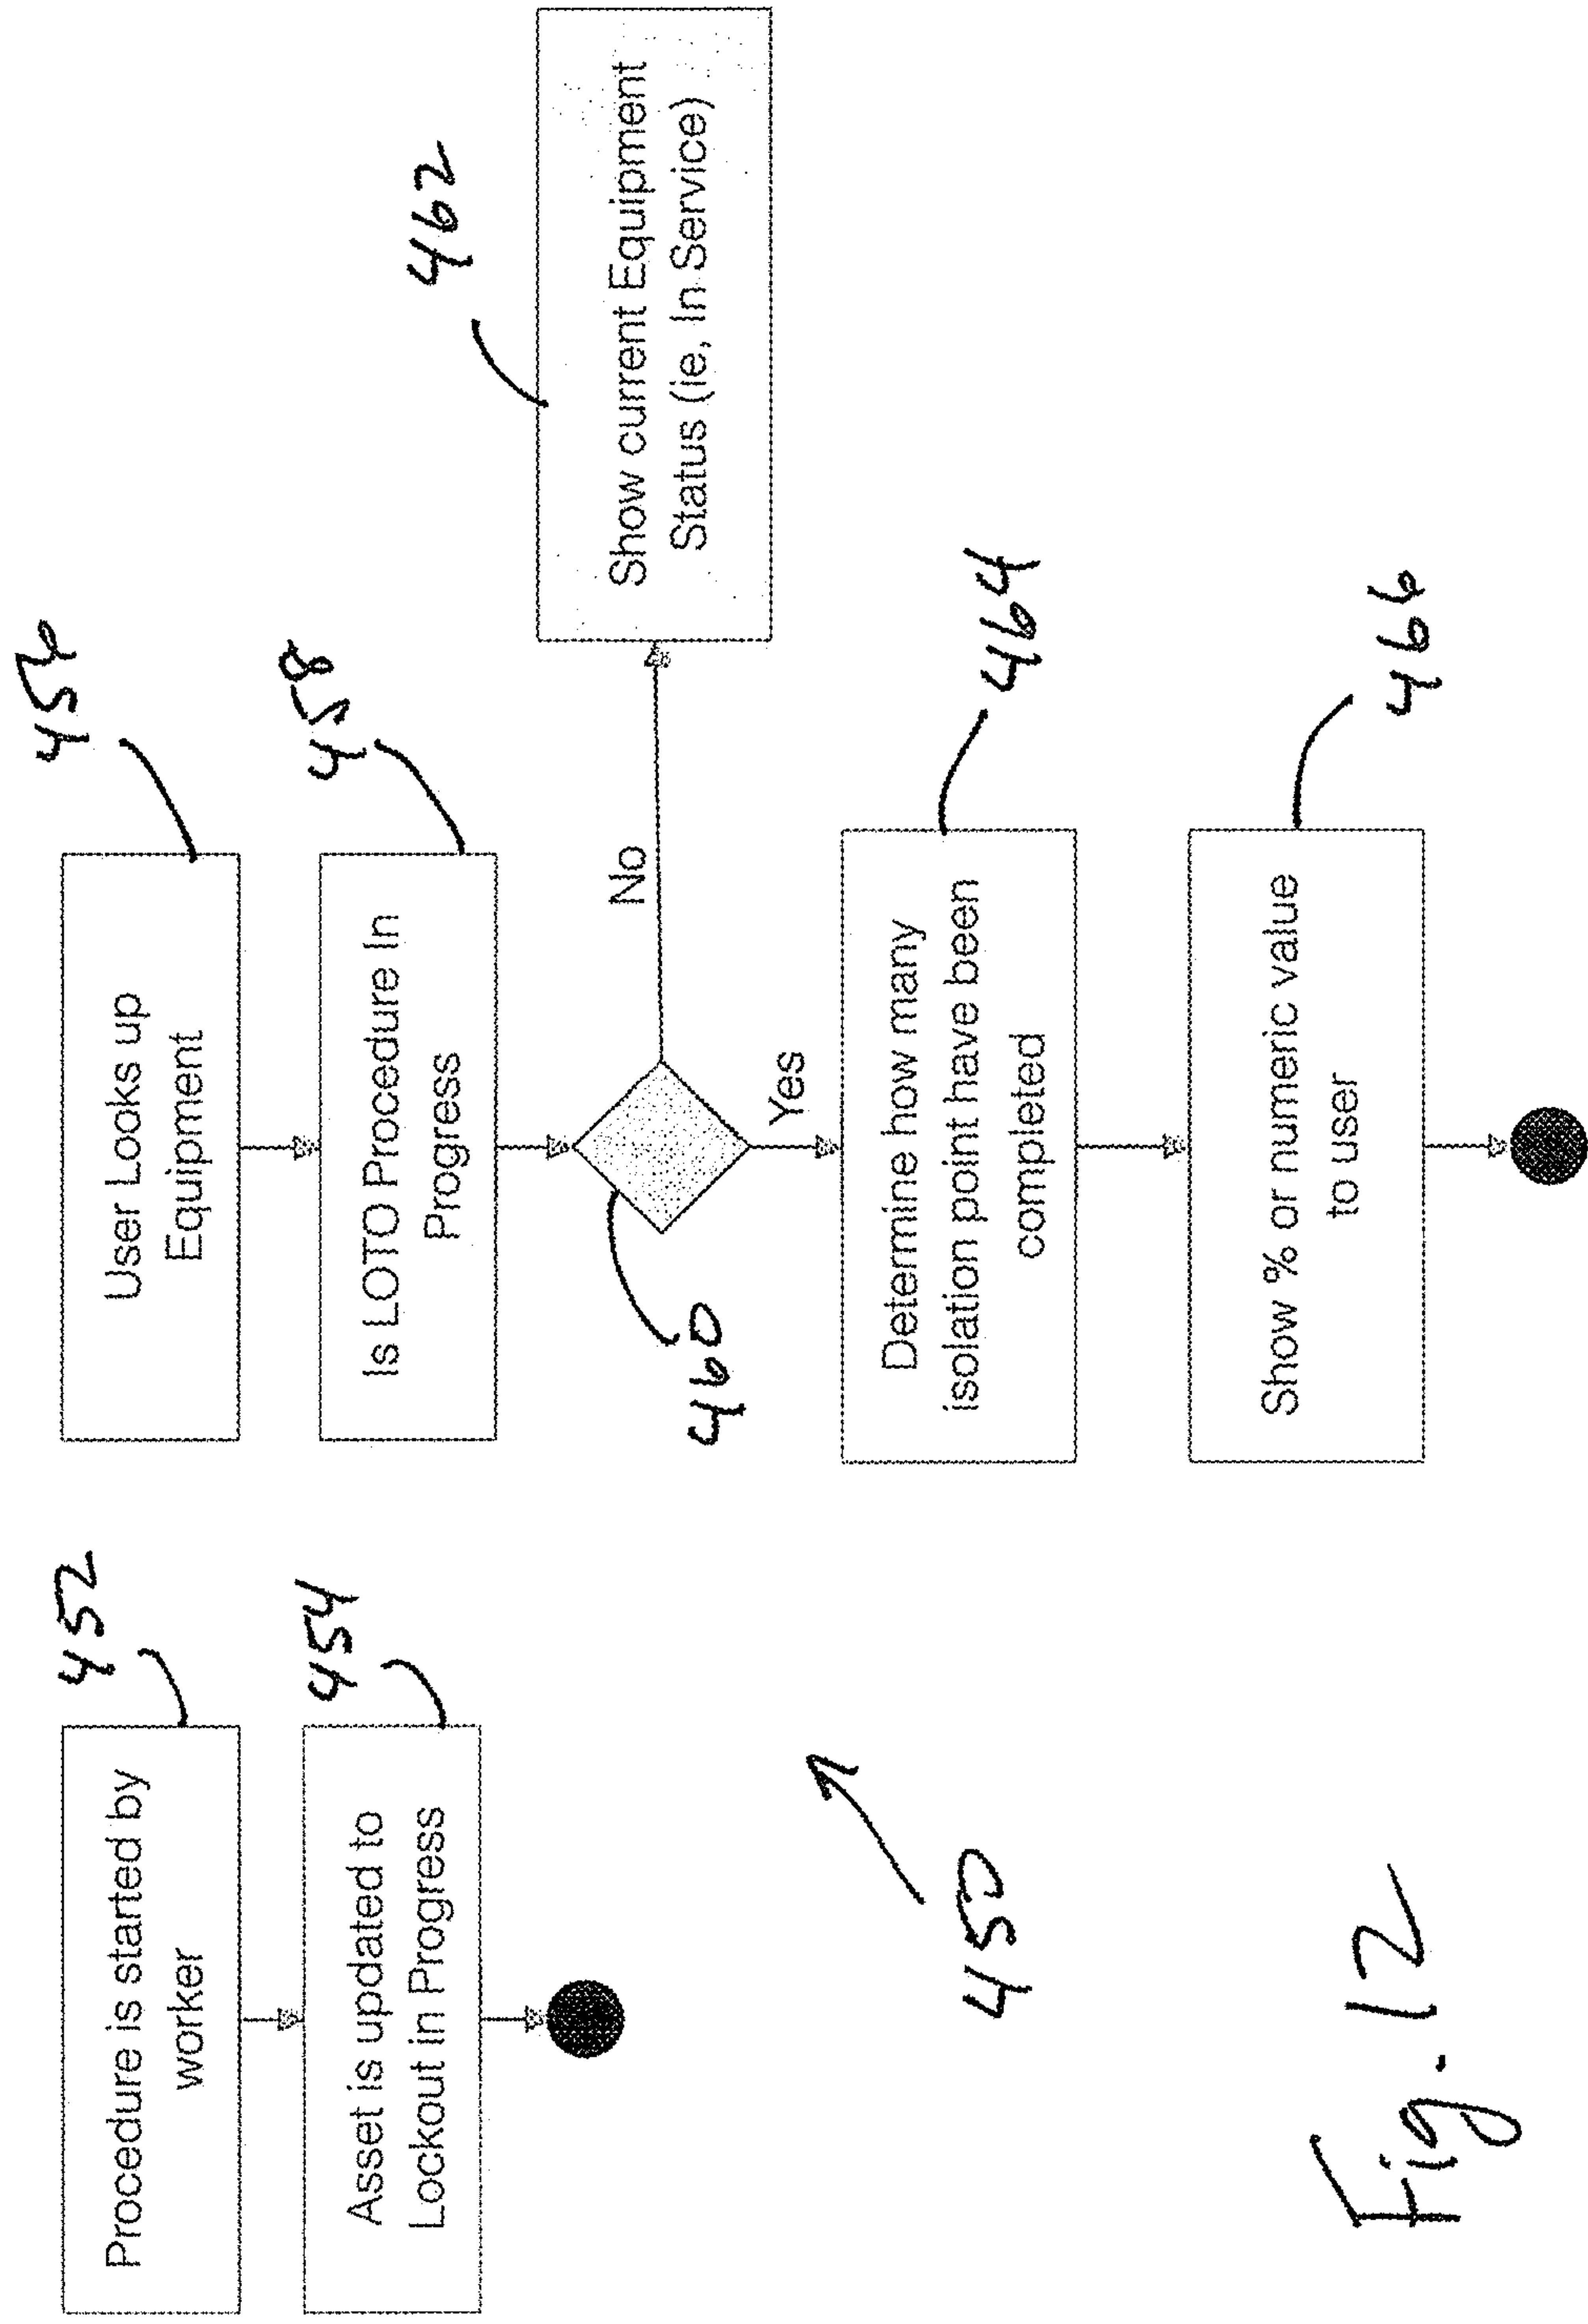 452
Procedure is started by
worker
454
Asset is updated to
Lockout in Progress
450
456
User Looks up
Equipment
458
Is LOTO Procedure In
Progress
460
No
462
Show current Equipment
Status (ie, In Service)
Yes
464
Determine how many
isolation point have been
completed
466
Show % or numeric value
to user
Fig. 12